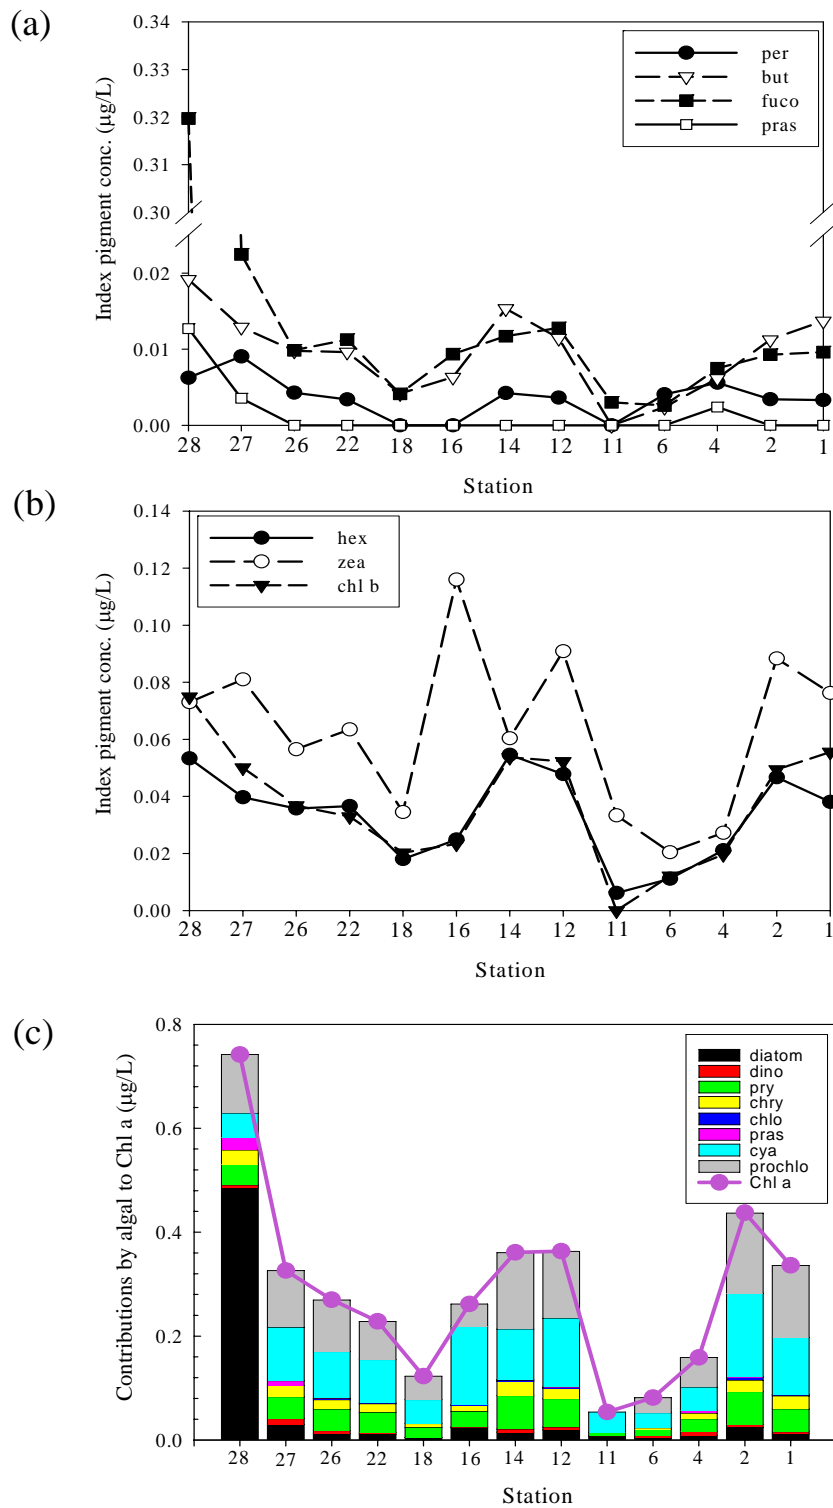 (a)
0.34
0.33
0.32
0.31
0.30
0.02
0.01
0.00
Index pigment conc. (μg/L)
per
but
fuco
pras
28 27 26 22 18 16 14 12 11 6 4 2 1
Station
(b)
0.14
0.12
0.10
0.08
0.06
0.04
0.02
0.00
Index pigment conc. (μg/L)
hex
zea
chl b
28 27 26 22 18 16 14 12 11 6 4 2 1
Station
(c)
0.8
0.6
0.4
0.2
0.0
Contributions by algal to Chl a (μg/L)
diatom
dino
pry
chry
chlo
pras
cya
prochlo
Chl a
28 27 26 22 18 16 14 12 11 6 4 2 1
Station